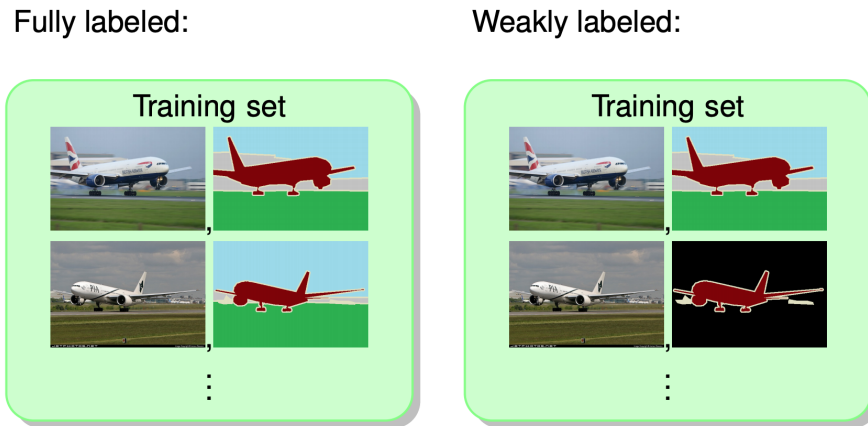 Fully labeled:
Weakly labeled:
Training set
,
,
⋮
Training set
,
,
⋮